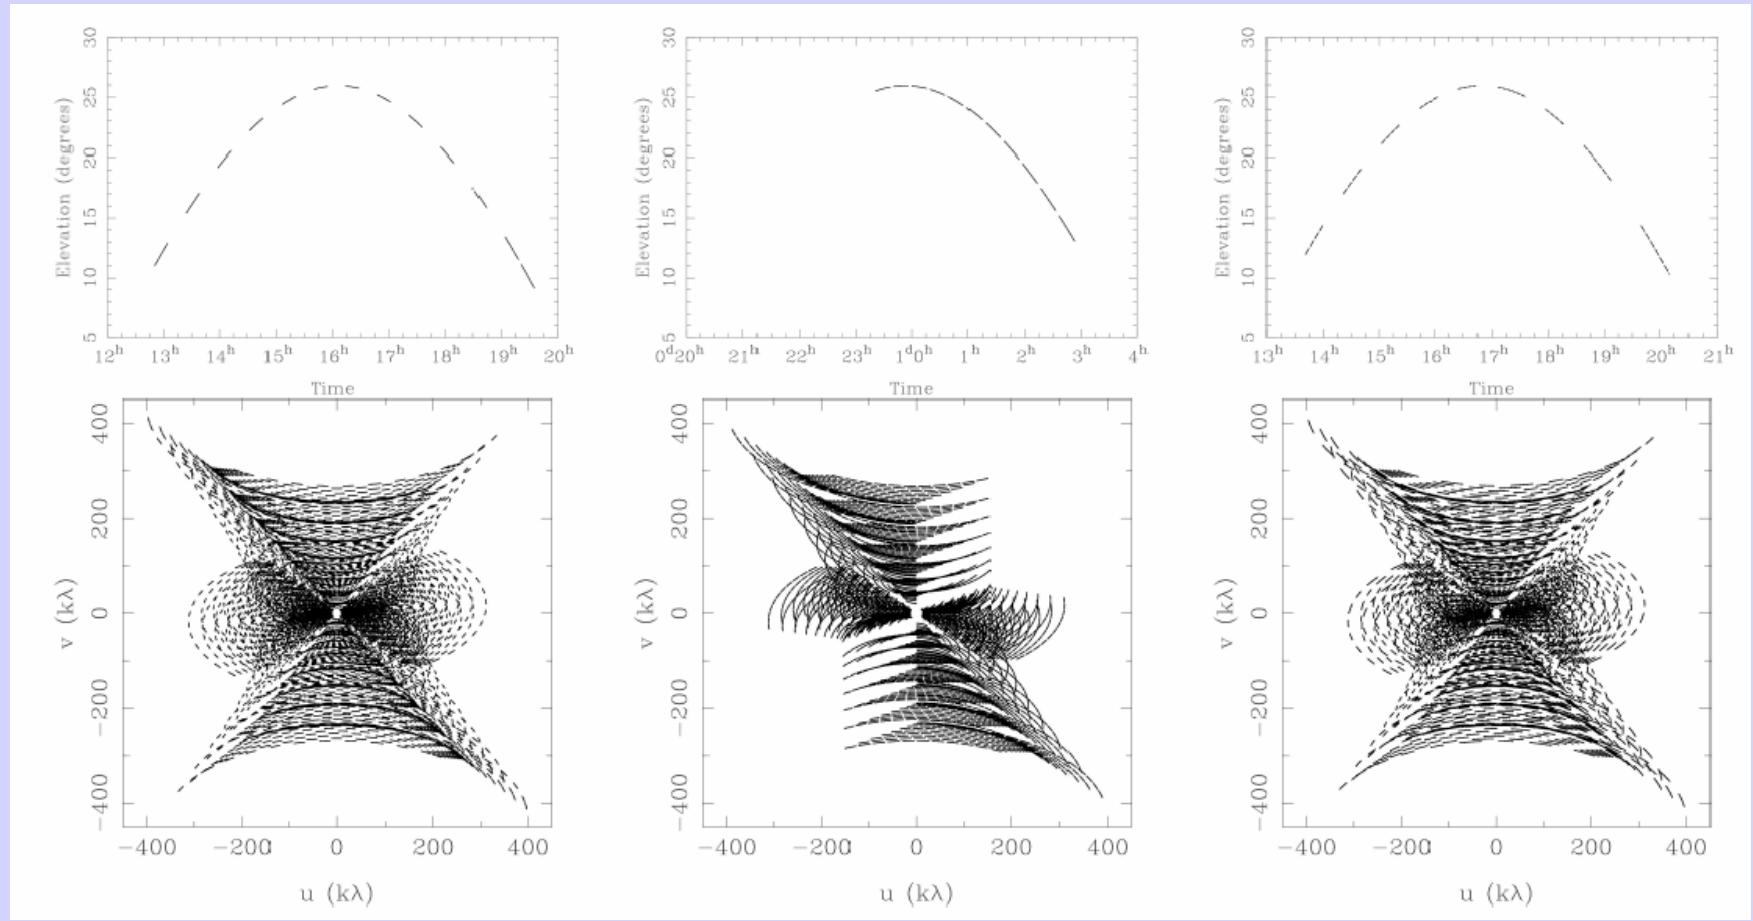 30
25
20
15
10
5
Elevation (degrees)
12h 13h 14h 15h 16h 17h 18h 19h 20h
Time
30
25
20
15
10
5
Elevation (degrees)
0d20h 21h 22h 23h 1d0h 1h 2h 3h 4h
Time
30
25
20
15
10
5
Elevation (degrees)
13h 14h 15h 16h 17h 18h 19h 20h 21h
Time
400
200
0
−200
−400
v (kλ)
−400 −200 0 200 400
u (kλ)
400
200
0
−200
−400
v (kλ)
−400 −200 0 200 400
u (kλ)
400
200
0
−200
−400
v (kλ)
−400 −200 0 200 400
u (kλ)